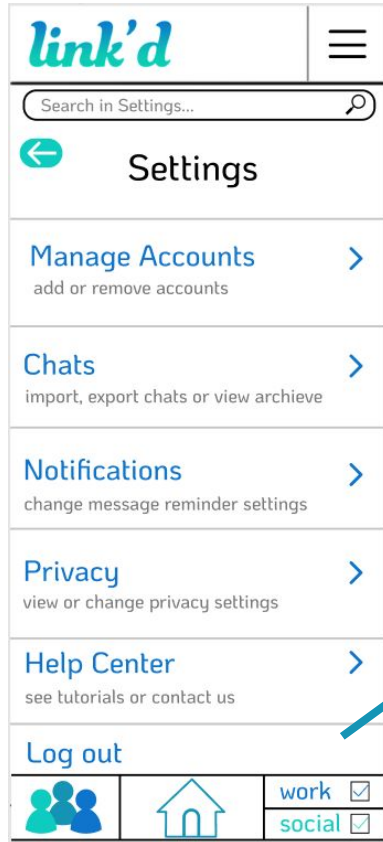 link'd
Search in Settings...
Settings
Manage Accounts
add or remove accounts
Chats
import, export chats or view archieve
Notifications
change message reminder settings
Privacy
view or change privacy settings
Help Center
see tutorials or contact us
Log out
work
social